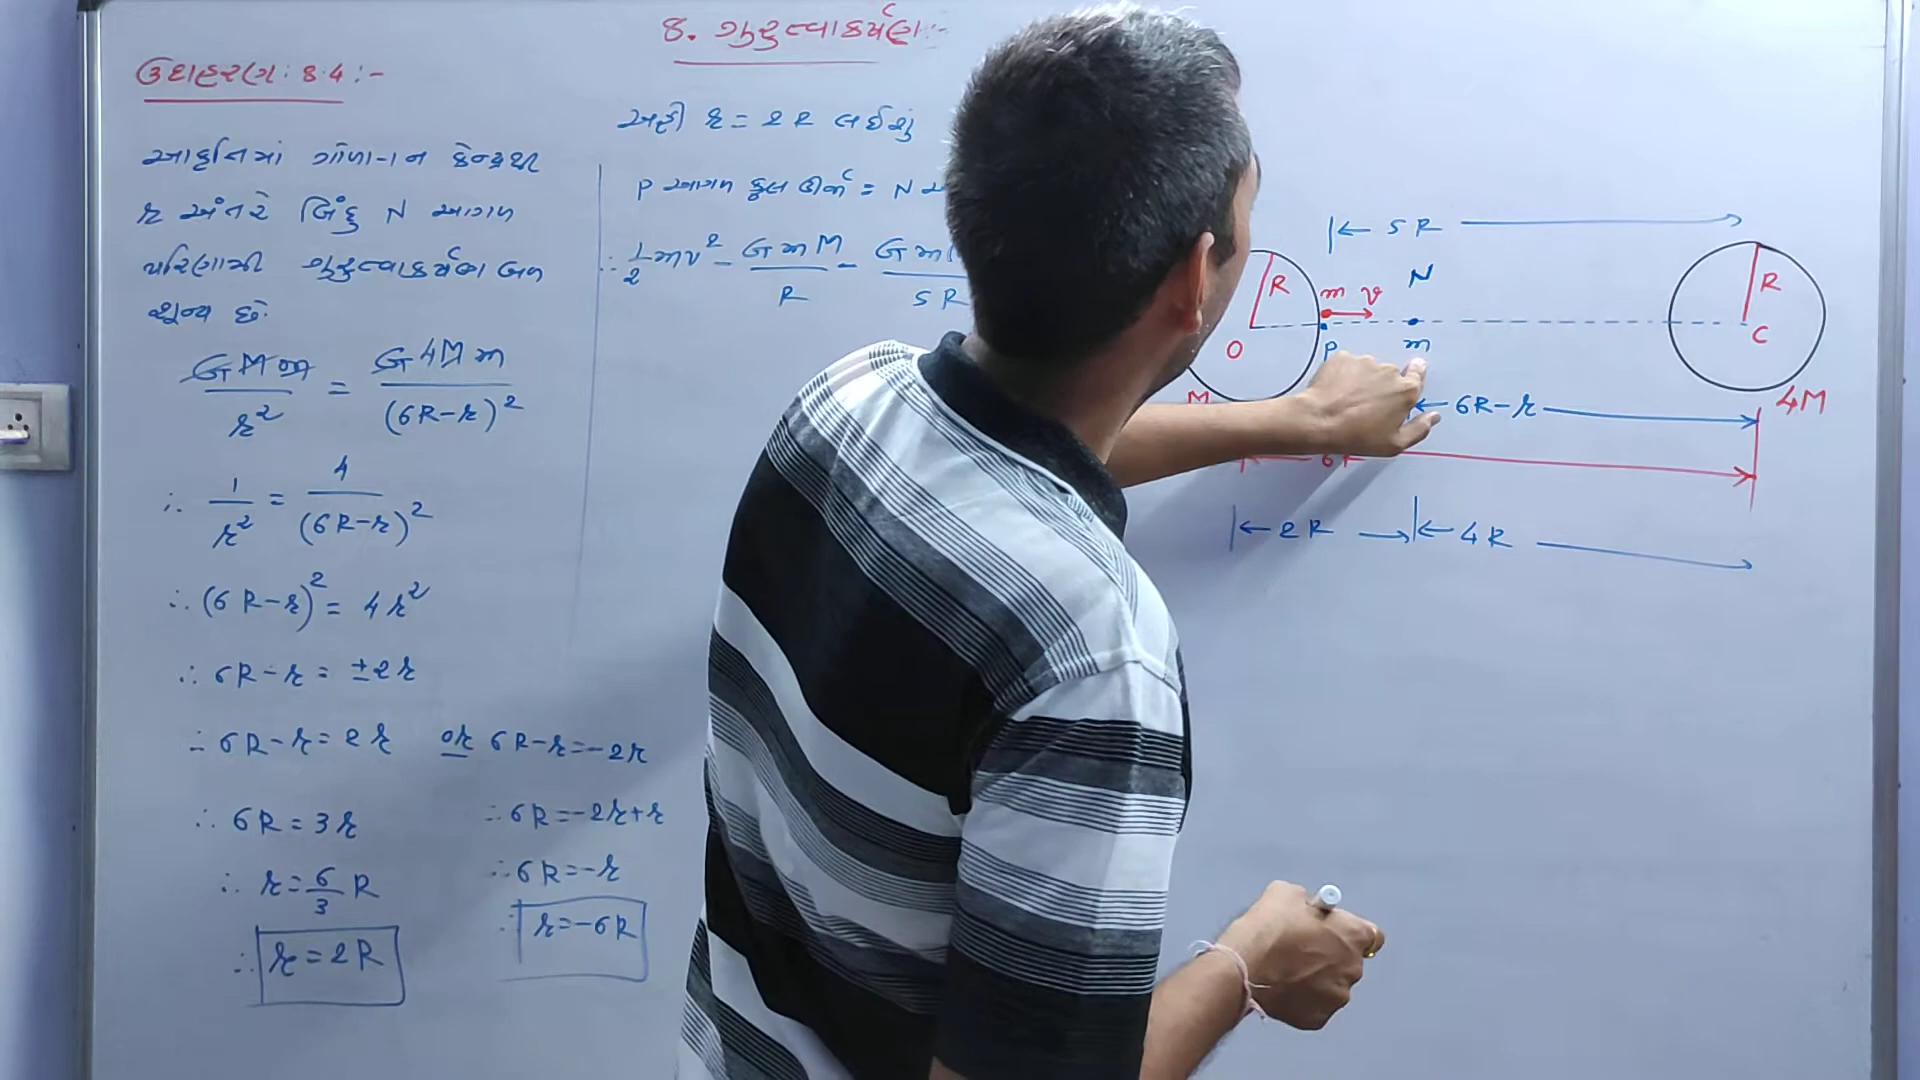 8. ગુરુત્વાકર્ષણ:-
ઉદાહરણ: 8.4 :-
આકૃતિમાં ગોળાના કેન્દ્રથી
r અંતરે બિંદુ N આગળ
પરિણામી ગુરુત્વાકર્ષણ બળ
શૂન્ય છે.
GMm/r² = G4Mm/(6R-r)²
∴ 1/r² = 4/(6R-r)²
∴ (6R-r)² = 4r²
∴ 6R-r = ±2r
∴ 6R-r = 2r or 6R-r = -2r
∴ 6R = 3r ∴ 6R = -2r+r
∴ r = 6/3 R ∴ 6R = -r
∴ r = 2R ∴ r = -6R
અહીં r = 2R લઈશું
P આગળ કુલ ઊર્જા = N
∴ 1/2 mv² - GmM/R - Gm 5R
← 5R →
R m v N R
O P m C
M ← 6R-r → 4M
← 6R →
← 2R → ← 4R →